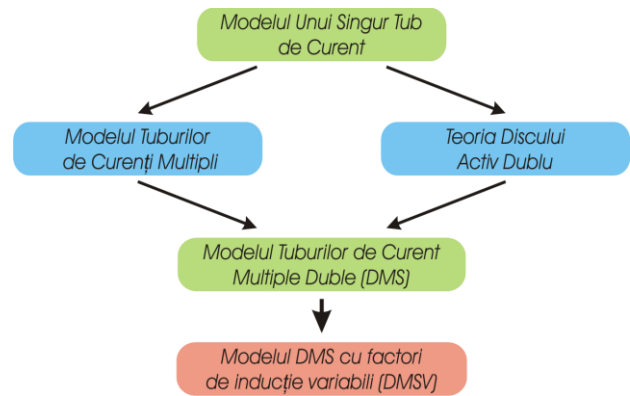 Modelul Unui Singur Tub
de Curent
Modelul Tuburilor
de Curenți Multipli
Teoria Discului
Activ Dublu
Modelul Tuburilor de Curent
Multiple Duble (DMS)
Modelul DMS cu factori
de inducție variabili (DMSV)